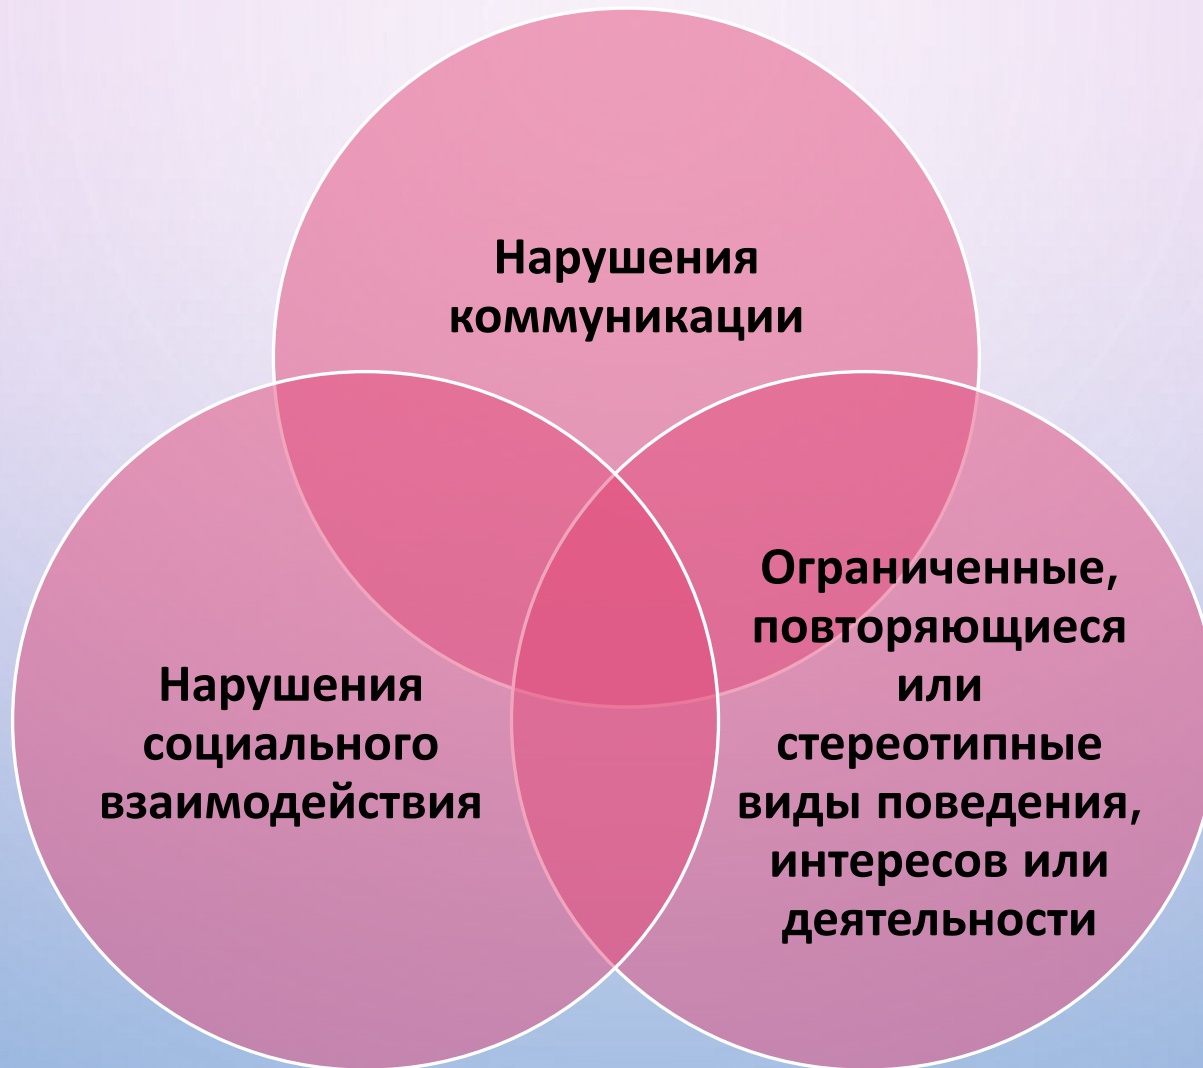 Нарушения
коммуникации
Нарушения
социального
взаимодействия
Ограниченные,
повторяющиеся
или
стереотипные
виды поведения,
интересов или
деятельности